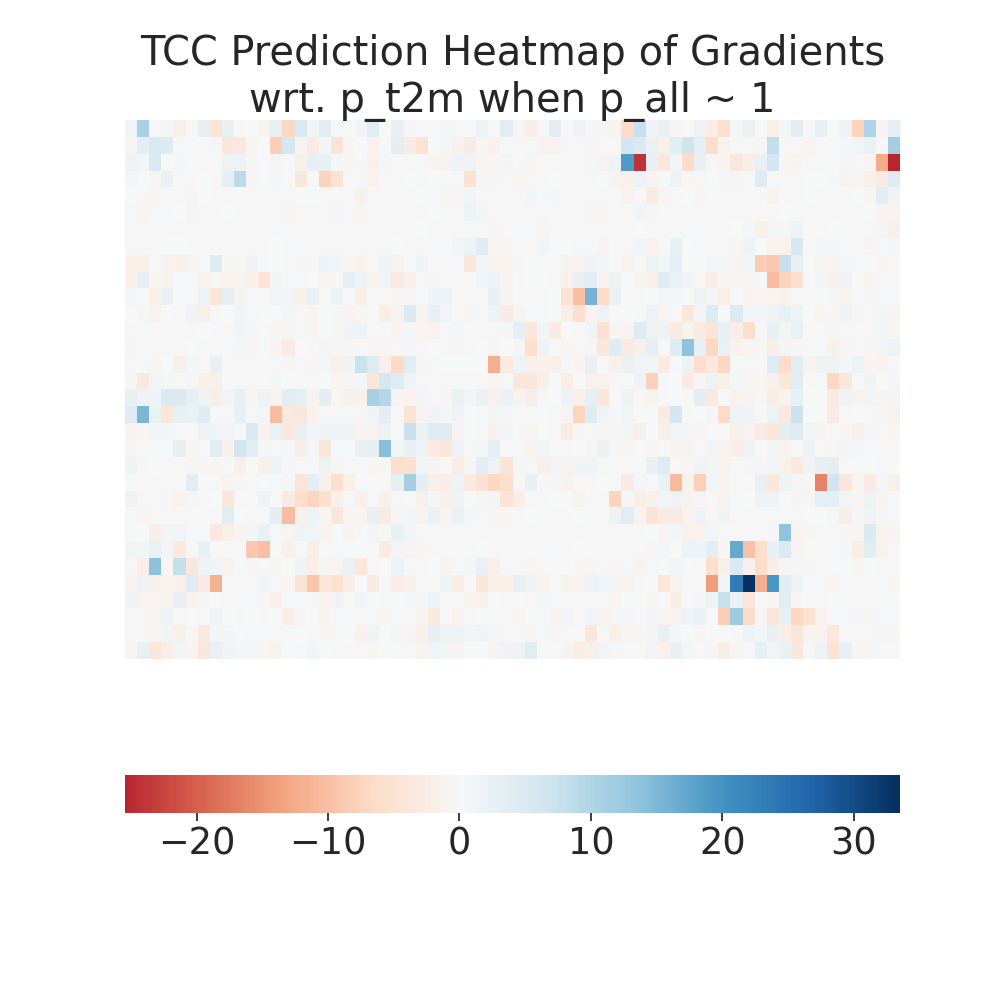 TCC Prediction Heatmap of Gradients
wrt. p_t2m when p_all ~ 1
−20 −10 0 10 20 30